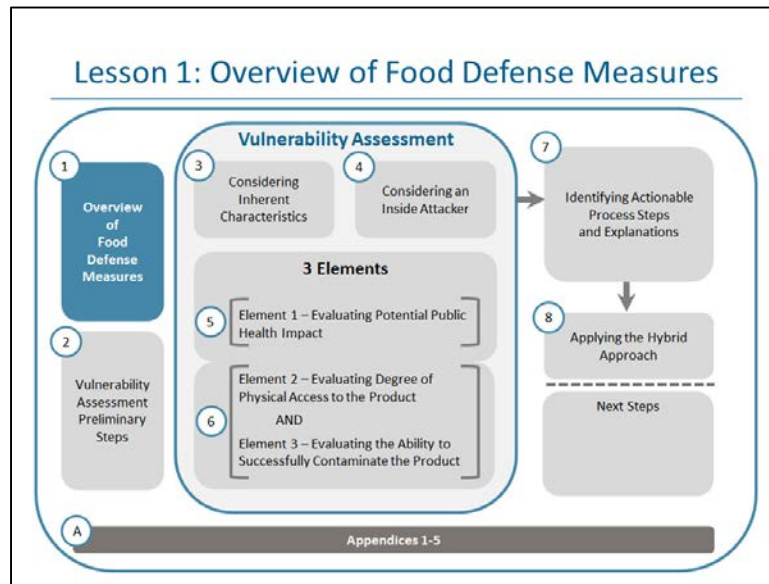 Lesson 1: Overview of Food Defense Measures
1
Overview
of
Food
Defense
Measures
2
Vulnerability
Assessment
Preliminary
Steps
Vulnerability Assessment
3
Considering
Inherent
Characteristics
4
Considering an
Inside Attacker
3 Elements
5
Element 1 – Evaluating Potential Public
Health Impact
6
Element 2 – Evaluating Degree of
Physical Access to the Product
AND
Element 3 – Evaluating the Ability to
Successfully Contaminate the Product
7
Identifying Actionable
Process Steps
and Explanations
8
Applying the Hybrid
Approach
Next Steps
A
Appendices 1-5